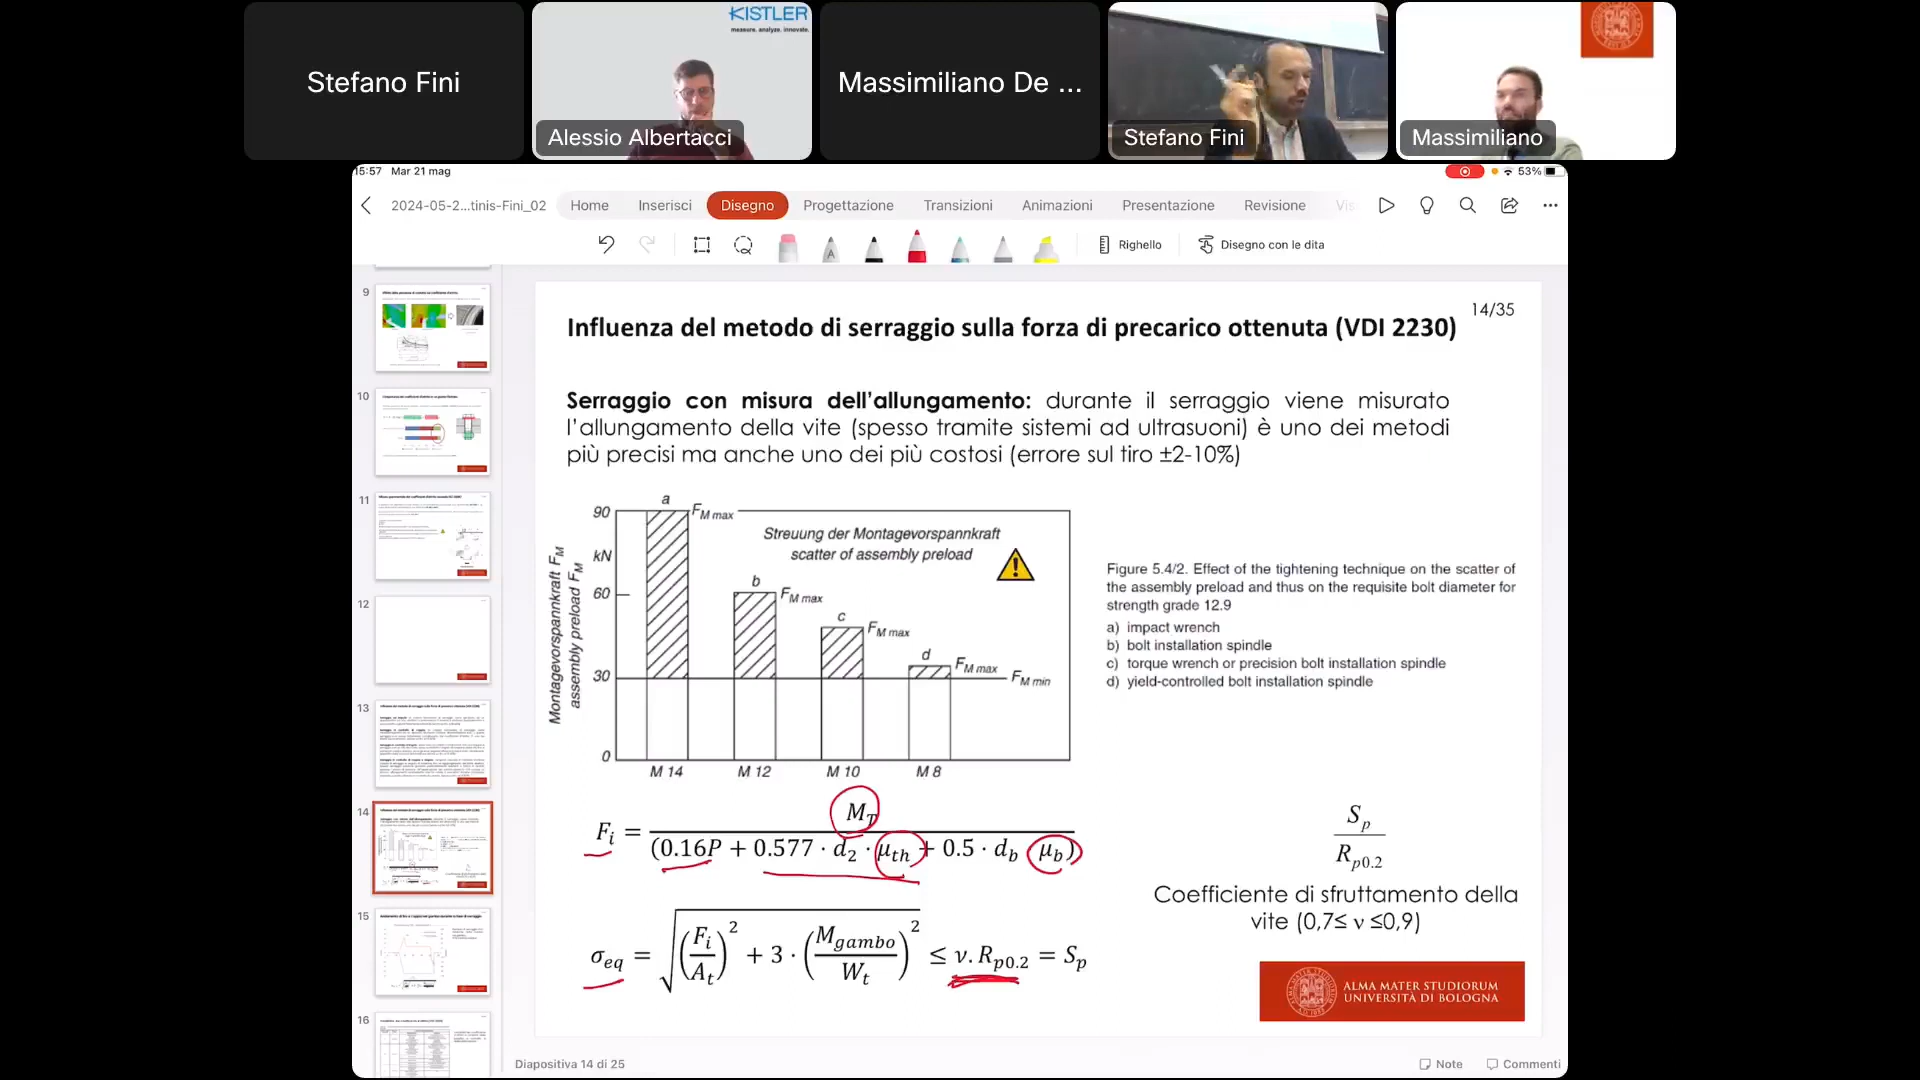 Stefano Fini
KISTLER
measure. analyze. innovate.
Alessio Albertacci
Massimiliano De ...
Stefano Fini
Massimiliano
15:57 Mar 21 mag
53%
2024-05-2...tinis-Fini_02
Home Inserisci Disegno Progettazione Transizioni Animazioni Presentazione Revisione Vis
Righello
Disegno con le dita
9
10
11
12
13
14
15
16
14/35
Influenza del metodo di serraggio sulla forza di precarico ottenuta (VDI 2230)
Serraggio con misura dell'allungamento: durante il serraggio viene misurato
l'allungamento della vite (spesso tramite sistemi ad ultrasuoni) è uno dei metodi
più precisi ma anche uno dei più costosi (errore sul tiro ±2-10%)
Montagevorspannkraft F_M
assembly preload F_M
90
kN
60
30
0
a
F_M max
b
F_M max
c
F_M max
d
F_M max
F_M min
Streuung der Montagevorspannkraft
scatter of assembly preload
M 14 M 12 M 10 M 8
Figure 5.4/2. Effect of the tightening technique on the scatter of
the assembly preload and thus on the requisite bolt diameter for
strength grade 12.9
a) impact wrench
b) bolt installation spindle
c) torque wrench or precision bolt installation spindle
d) yield-controlled bolt installation spindle
F_i = M_T / (0.16P + 0.577 · d_2 · μ_th + 0.5 · d_b μ_b)
σ_eq = √((F_i/A_t)^2 + 3 · (M_gambo/W_t)^2) ≤ ν. R_p0.2 = S_p
S_p
R_p0.2
Coefficiente di sfruttamento della
vite (0,7≤ ν ≤0,9)
ALMA MATER STUDIORUM
UNIVERSITÀ DI BOLOGNA
Diapositiva 14 di 25
Note
Commenti